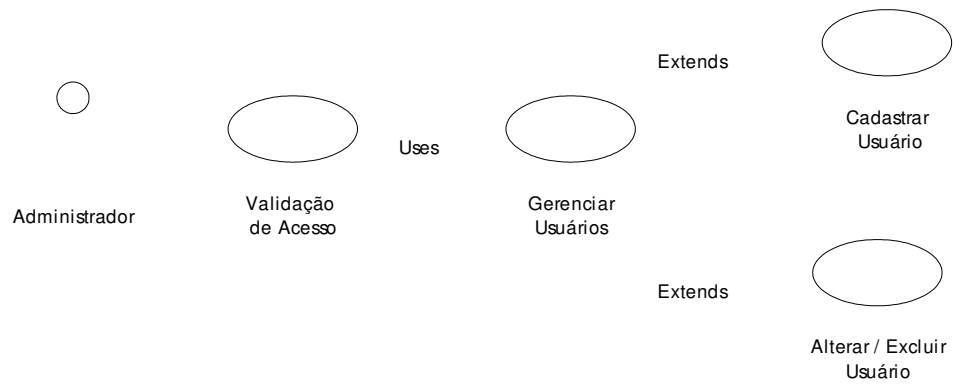 Extends
Cadastrar
Usuário
Uses
Administrador
Validação
de Acesso
Gerenciar
Usuários
Extends
Alterar / Excluir
Usuário